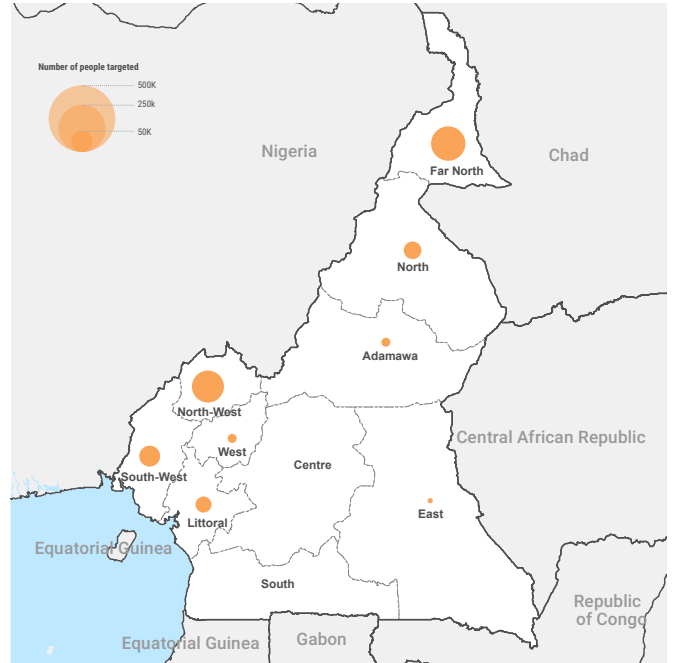 Number of people targeted
500K
250k
50K
Nigeria
Chad
Far North
North
Adamawa
North-West
West
Central African Republic
Centre
South-West
East
Littoral
Equatorial Guinea
South
Republic
of Congo
Equatorial Guinea
Gabon